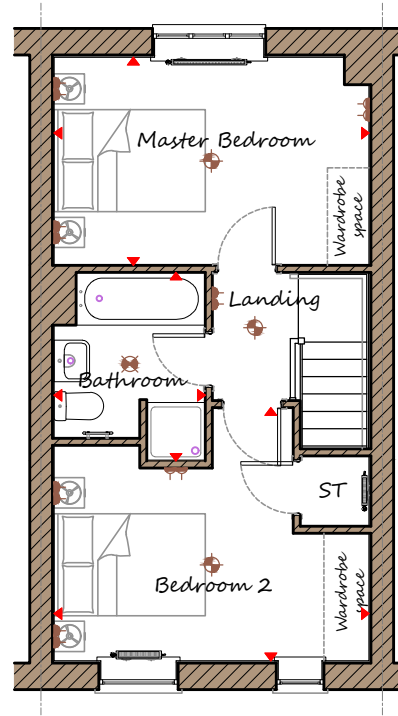 Master Bedroom
Wardrobe
space
Landing
Bathroom
ST
Bedroom 2
Wardrobe
space